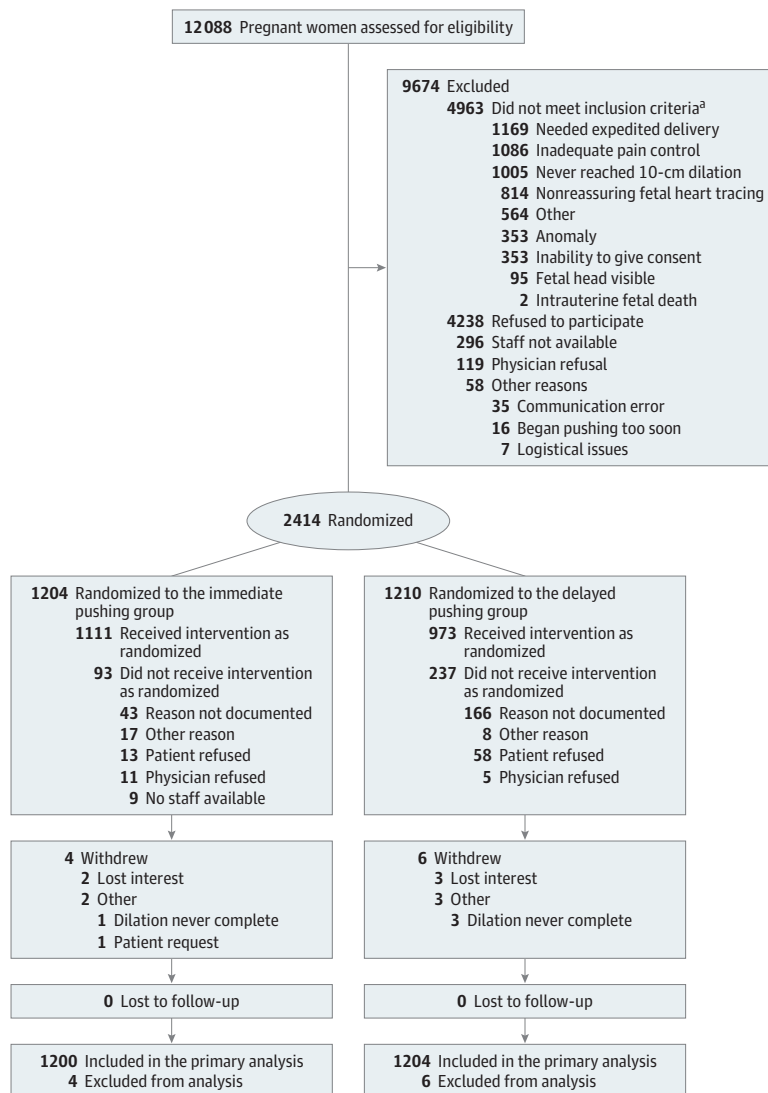 12 088 Pregnant women assessed for eligibility
9674 Excluded
4963 Did not meet inclusion criteriaa
1169 Needed expedited delivery
1086 Inadequate pain control
1005 Never reached 10-cm dilation
814 Nonreassuring fetal heart tracing
564 Other
353 Anomaly
353 Inability to give consent
95 Fetal head visible
2 Intrauterine fetal death
4238 Refused to participate
296 Staff not available
119 Physician refusal
58 Other reasons
35 Communication error
16 Began pushing too soon
7 Logistical issues
2414 Randomized
1204 Randomized to the immediate
pushing group
1111 Received intervention as
randomized
93 Did not receive intervention
as randomized
43 Reason not documented
17 Other reason
13 Patient refused
11 Physician refused
9 No staff available
1210 Randomized to the delayed
pushing group
973 Received intervention as
randomized
237 Did not receive intervention
as randomized
166 Reason not documented
8 Other reason
58 Patient refused
5 Physician refused
4 Withdrew
2 Lost interest
2 Other
1 Dilation never complete
1 Patient request
6 Withdrew
3 Lost interest
3 Other
3 Dilation never complete
0 Lost to follow-up
0 Lost to follow-up
1200 Included in the primary analysis
4 Excluded from analysis
1204 Included in the primary analysis
6 Excluded from analysis